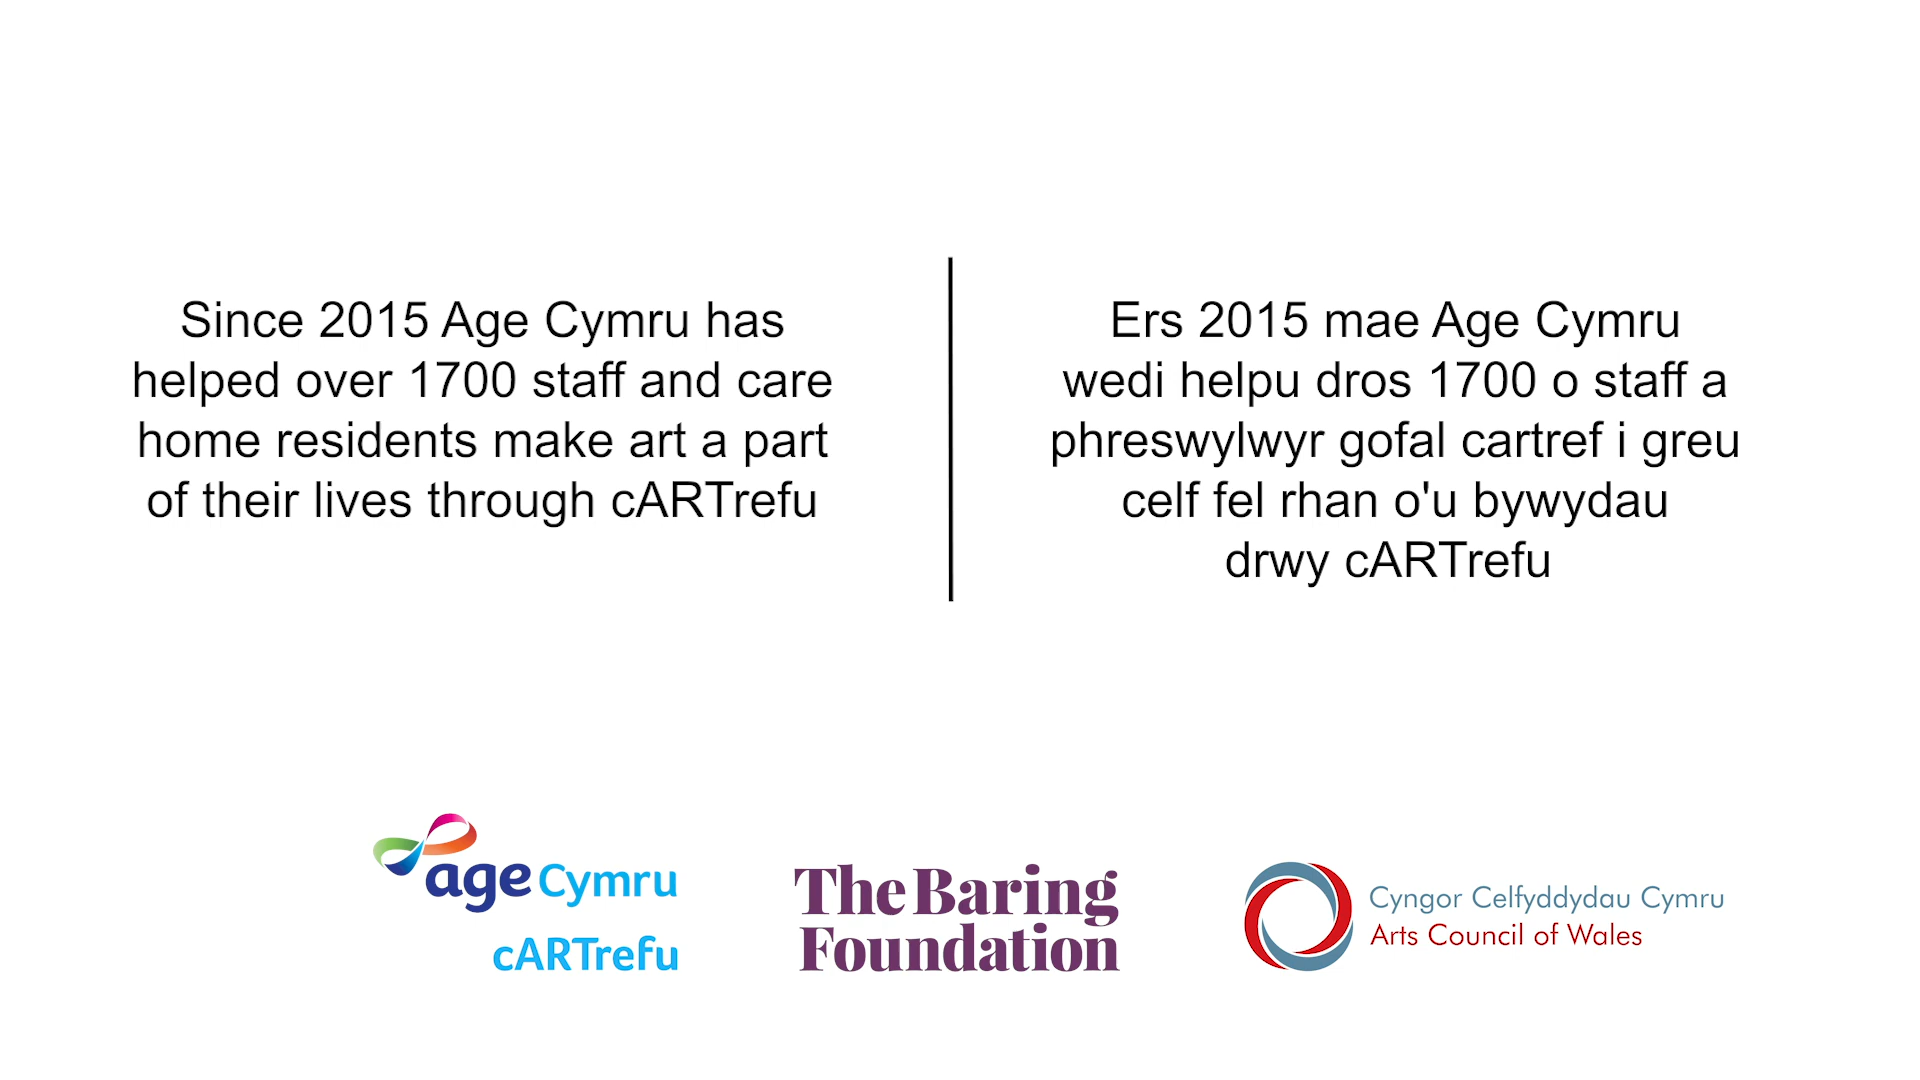 Since 2015 Age Cymru has
helped over 1700 staff and care
home residents make art a part
of their lives through cARTrefu
Ers 2015 mae Age Cymru
wedi helpu dros 1700 o staff a
phreswylwyr gofal cartref i greu
celf fel rhan o'u bywydau
drwy cARTrefu
age Cymru
cARTrefu
The Baring
Foundation
Cyngor Celfyddydau Cymru
Arts Council of Wales